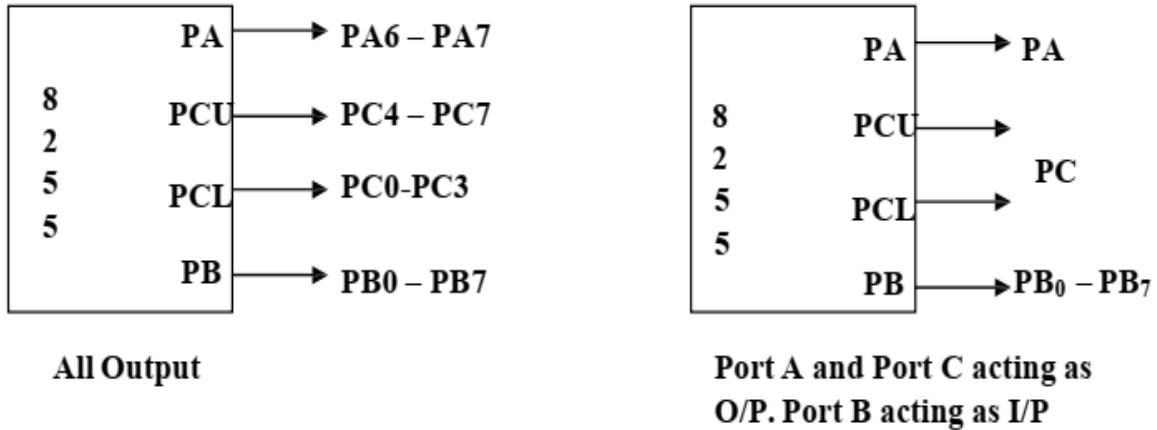 PA
PA6 – PA7
8
2
5
5
PCU
PC4 – PC7
PCL
PC0-PC3
PB
PB0 – PB7
All Output
PA
PA
8
2
5
5
PCU
PC
PCL
PB
PB₀ – PB₇
Port A and Port C acting as
O/P. Port B acting as I/P